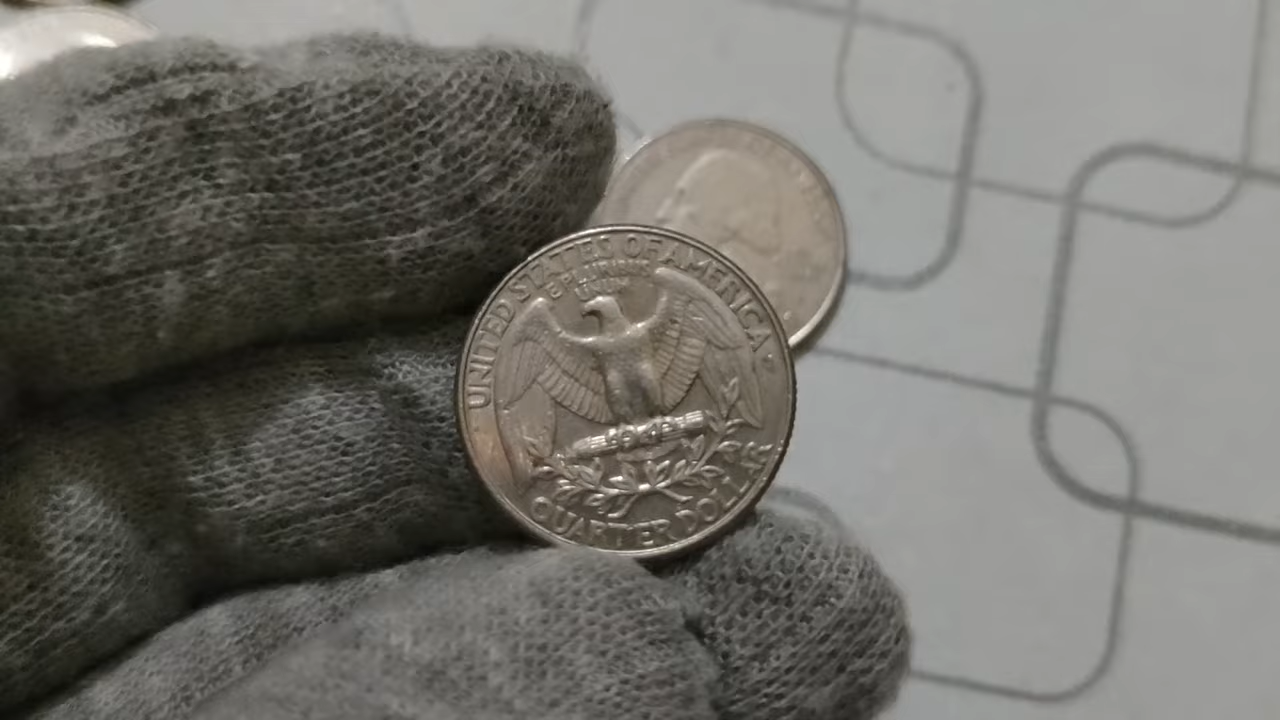 UNITED STATES OF AMERICA
E PLURIBUS
UNUM
QUARTER DOLLAR